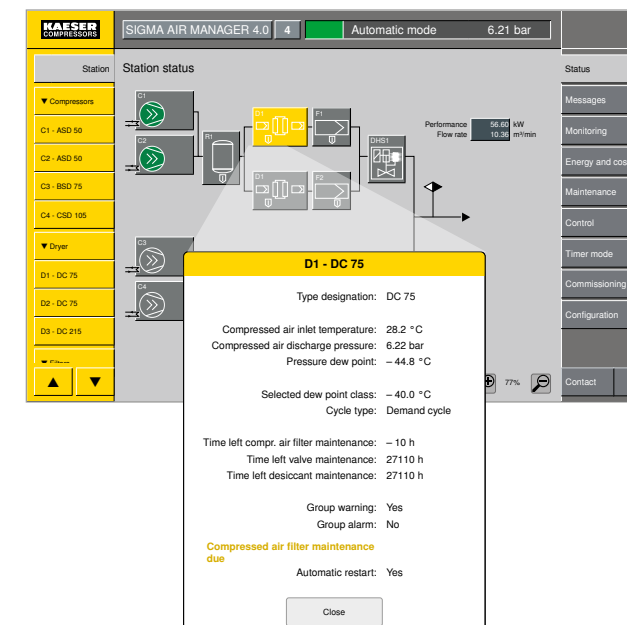 KAESER
COMPRESSORS
SIGMA AIR MANAGER 4.0
4
Automatic mode
6.21 bar
Station
Station status
Status
▼ Compressors
C1 - ASD 50
C2 - ASD 50
C3 - BSD 75
C4 - CSD 105
▼ Dryer
D1 - DC 75
D2 - DC 75
D3 - DC 215
▼ Filters
C1
C2
R1
D1
F1
D1
F2
DHS1
C3
C4
Performance 56.60 kW
Flow rate 10.36 m³/min
Messages
Monitoring
Energy and cos
Maintenance
Control
Timer mode
Commissioning
Configuration
Contact
77%
D1 - DC 75
Type designation: DC 75
Compressed air inlet temperature: 28.2 °C
Compressed air discharge pressure: 6.22 bar
Pressure dew point: – 44.8 °C
Selected dew point class: – 40.0 °C
Cycle type: Demand cycle
Time left compr. air filter maintenance: – 10 h
Time left valve maintenance: 27110 h
Time left desiccant maintenance: 27110 h
Group warning: Yes
Group alarm: No
Compressed air filter maintenance
due
Automatic restart: Yes
Close